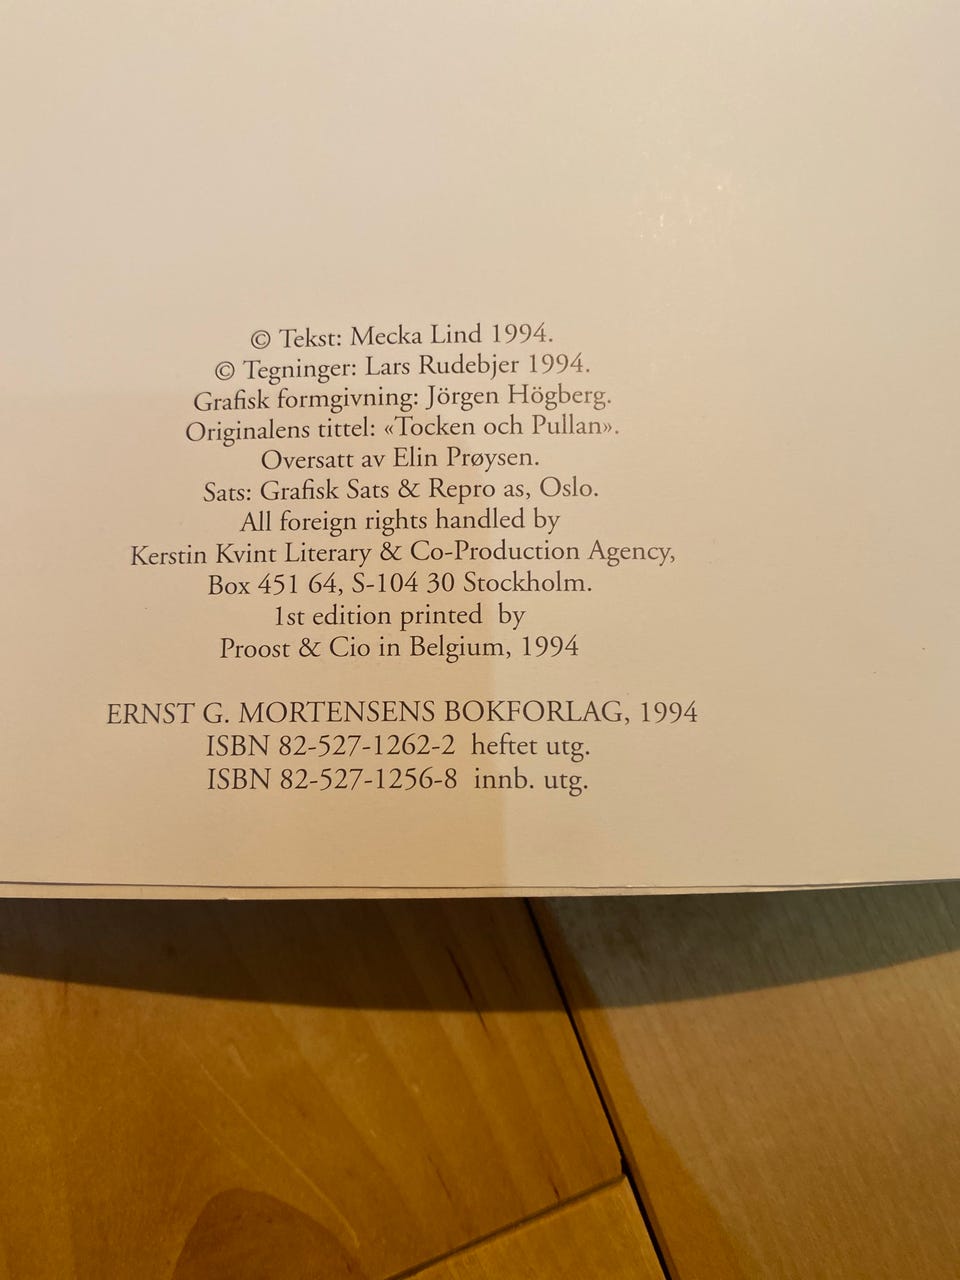 © Tekst: Mecka Lind 1994.
© Tegninger: Lars Rudebjer 1994.
Grafisk formgivning: Jörgen Högberg.
Originalens tittel: «Tocken och Pullan».
Oversatt av Elin Prøysen.
Sats: Grafisk Sats & Repro as, Oslo.
All foreign rights handled by
Kerstin Kvint Literary & Co-Production Agency,
Box 451 64, S-104 30 Stockholm.
1st edition printed by
Proost & Cio in Belgium, 1994
ERNST G. MORTENSENS BOKFORLAG, 1994
ISBN 82-527-1262-2 heftet utg.
ISBN 82-527-1256-8 innb. utg.